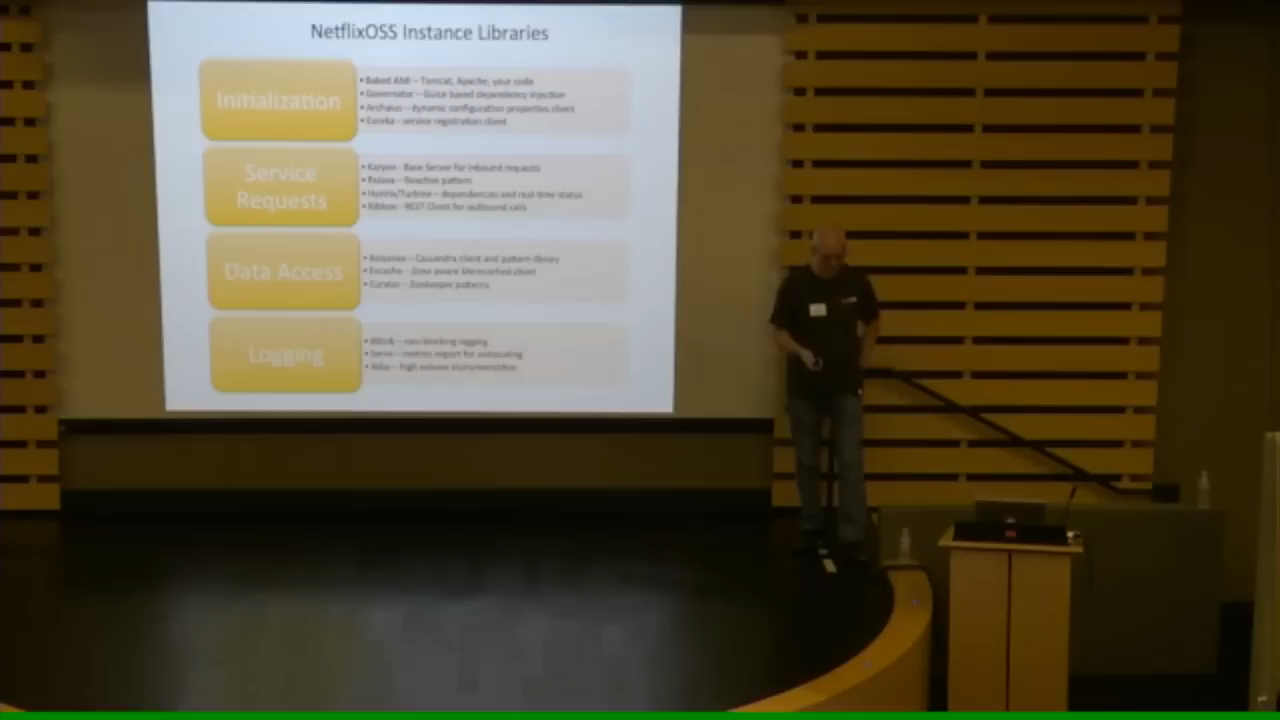 NetflixOSS Instance Libraries
Initialization
• Baked AMI – Tomcat, Apache, your code
• Governator – Guice based dependency injection
• Archaius – dynamic configuration properties client
• Eureka - service registration client
Service
Requests
• Karyon - Base Server for inbound requests
• RxJava – Reactive pattern
• Hystrix/Turbine – dependencies and real-time status
• Ribbon - REST Client for outbound calls
Data Access
• Astyanax – Cassandra client and pattern library
• Evcache – Zone aware Memcached client
• Curator – Zookeeper patterns
Logging
• Blitz4j – non-blocking logging
• Servo – metrics export for autoscaling
• Atlas – high volume instrumentation